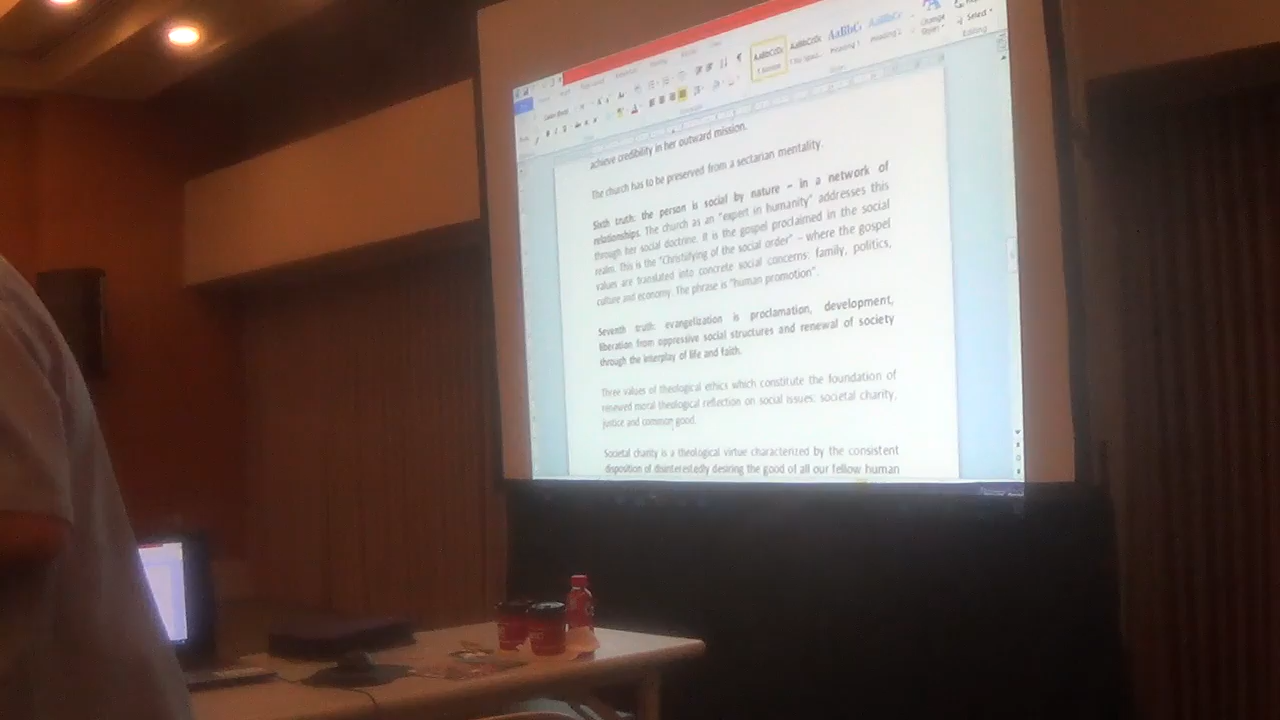 AaBbCcDc AaBbCcDc AaBbC AaBbCc
Change
Select
Editing
achieve credibility in her outward mission.
The church has to be preserved from a sectarian mentality.
Sixth truth: the person is social by nature – in a network of
relationships. The church as an "expert in humanity" addresses this
through her social doctrine. It is the gospel proclaimed in the social
realm. This is the "Christifying of the social order" – where the gospel
values are translated into concrete social concerns: family, politics,
culture and economy. The phrase is "human promotion".
Seventh truth: evangelization is proclamation, development,
liberation from oppressive social structures and renewal of society
through the interplay of life and faith.
Three values of theological ethics which constitute the foundation of
renewed moral theological reflection on social issues: societal charity,
justice and common good.
Societal charity is a theological virtue characterized by the consistent
disposition of disinterestedly desiring the good of all our fellow human